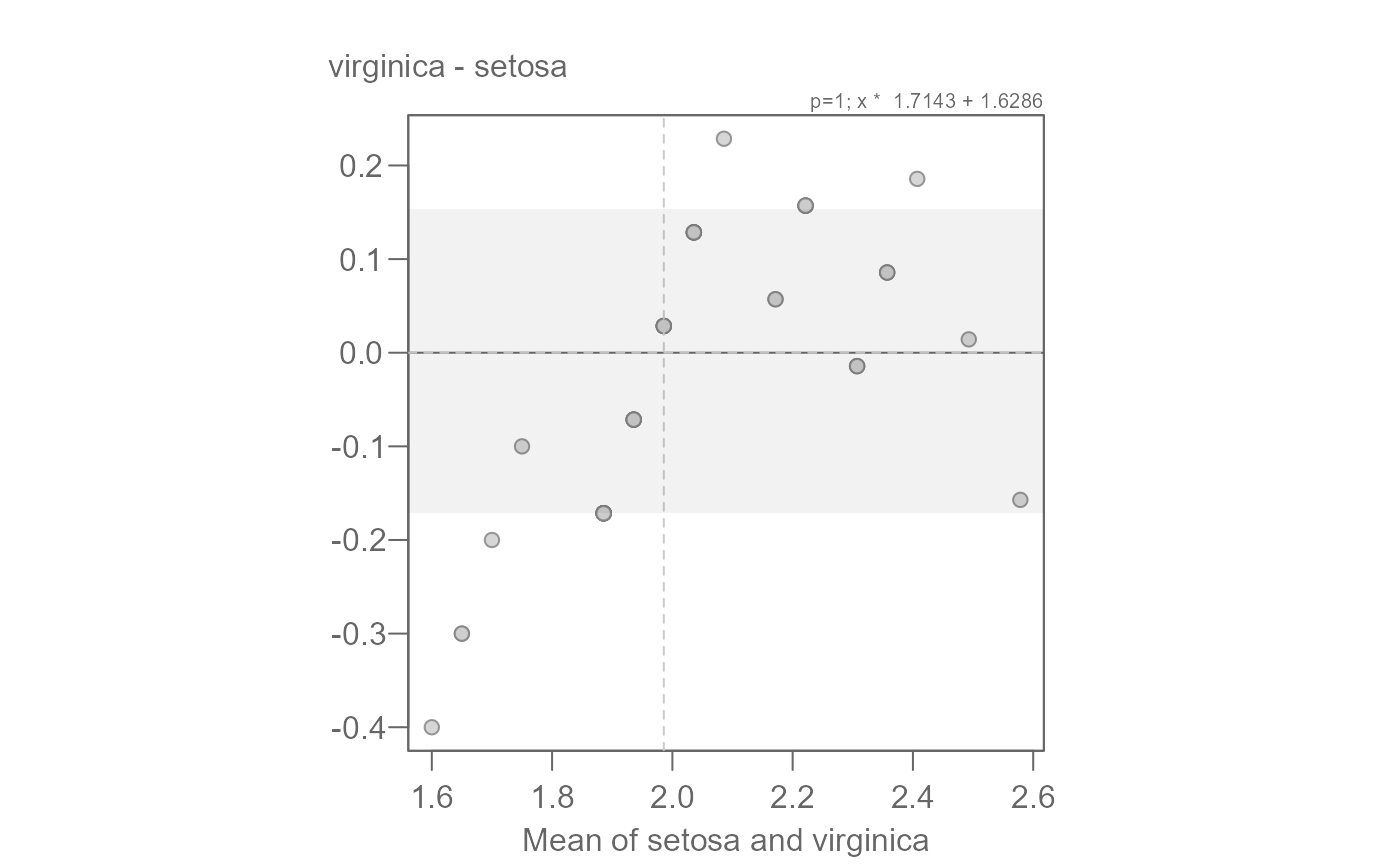 virginica - setosa
p=1; x *  1.7143 + 1.6286
0.2
0.1
0.0
-0.1
-0.2
-0.3
-0.4
1.6 1.8 2.0 2.2 2.4 2.6
Mean of setosa and virginica